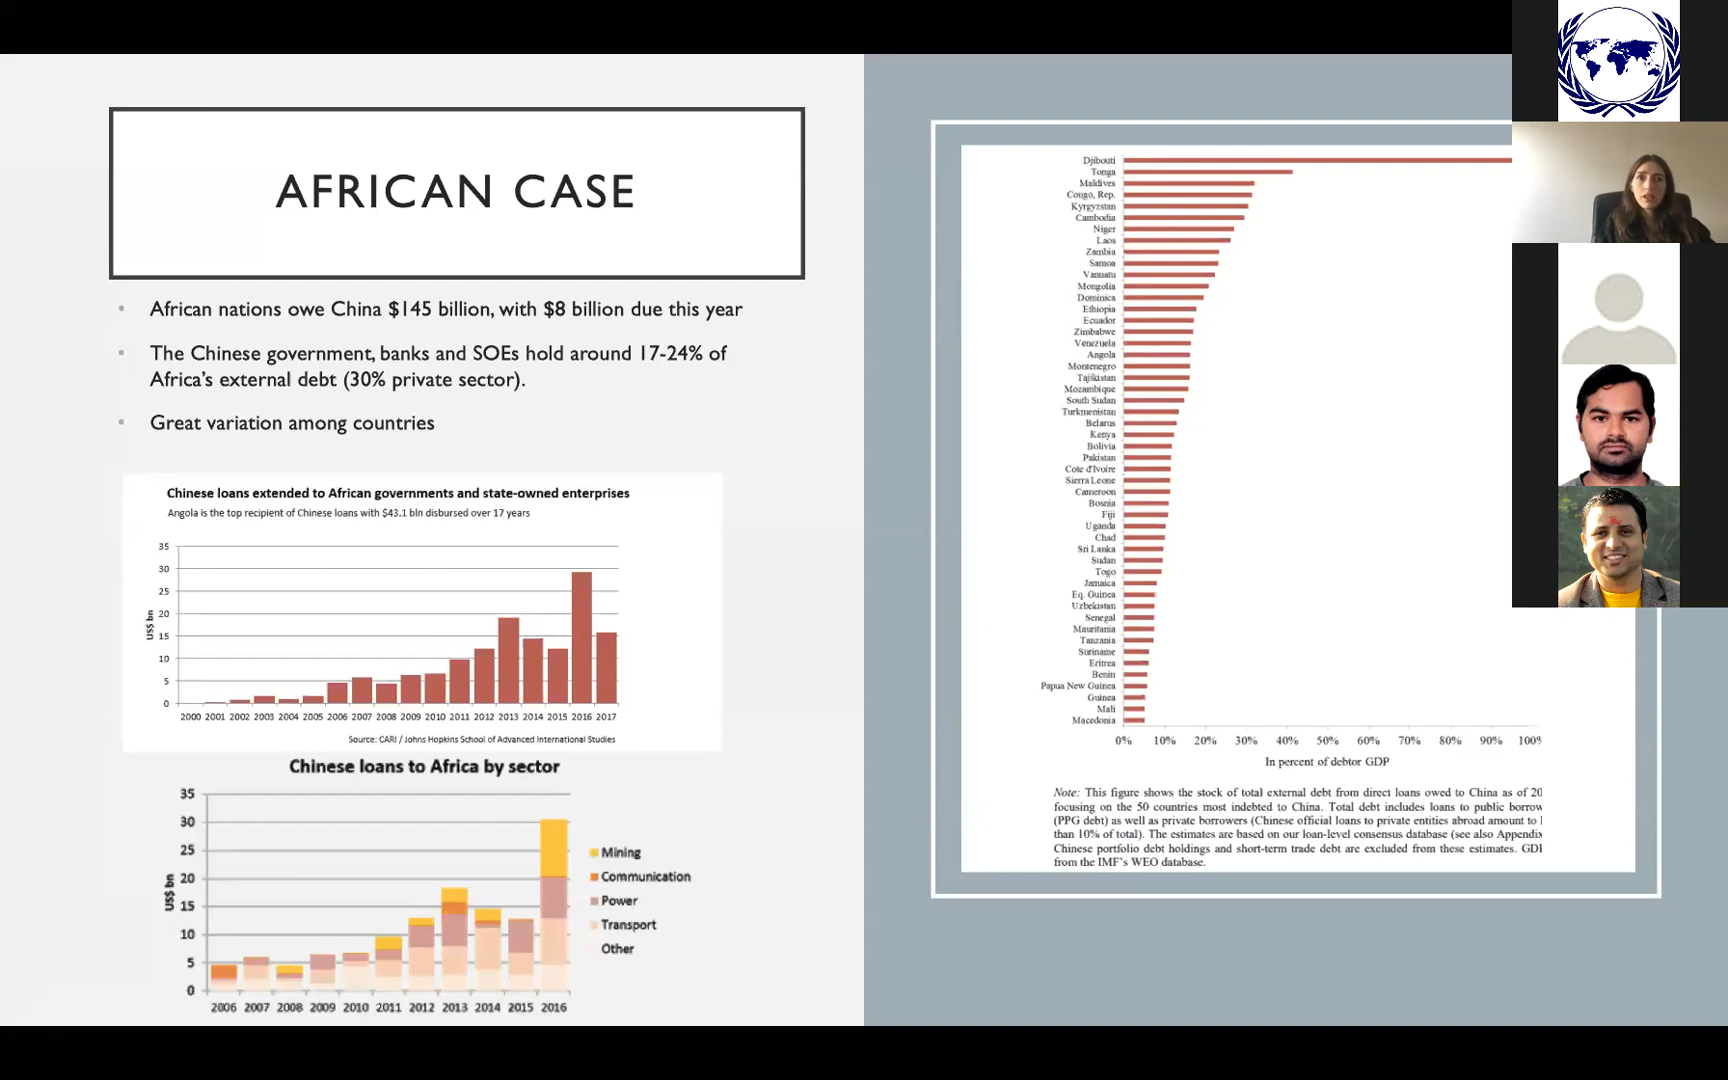 AFRICAN CASE
African nations owe China $145 billion, with $8 billion due this year
The Chinese government, banks and SOEs hold around 17-24% of
Africa's external debt (30% private sector).
Great variation among countries
Chinese loans extended to African governments and state-owned enterprises
Angola is the top recipient of Chinese loans with $43.1 bln disbursed over 17 years
35
30
25
20
15
10
5
0
US$ bn
2000 2001 2002 2003 2004 2005 2006 2007 2008 2009 2010 2011 2012 2013 2014 2015 2016 2017
Source: CARI / Johns Hopkins School of Advanced International Studies
Chinese loans to Africa by sector
35
30
25
20
15
10
5
0
US$ bn
2006 2007 2008 2009 2010 2011 2012 2013 2014 2015 2016
Mining
Communication
Power
Transport
Other
Djibouti
Tonga
Maldives
Congo, Rep.
Kyrgyzstan
Cambodia
Niger
Laos
Zambia
Samoa
Vanuatu
Mongolia
Dominica
Ethiopia
Ecuador
Zimbabwe
Venezuela
Angola
Montenegro
Tajikistan
Mozambique
South Sudan
Turkmenistan
Belarus
Kenya
Bolivia
Pakistan
Cote d'Ivoire
Sierra Leone
Cameroon
Bosnia
Fiji
Uganda
Chad
Sri Lanka
Sudan
Togo
Jamaica
Eq. Guinea
Uzbekistan
Senegal
Mauritania
Tanzania
Suriname
Eritrea
Benin
Papua New Guinea
Guinea
Mali
Macedonia
0% 10% 20% 30% 40% 50% 60% 70% 80% 90% 100%
In percent of debtor GDP
Note: This figure shows the stock of total external debt from direct loans owed to China as of 20
focusing on the 50 countries most indebted to China. Total debt includes loans to public borrow
(PPG debt) as well as private borrowers (Chinese official loans to private entities abroad amount to
than 10% of total). The estimates are based on our loan-level consensus database (see also Appendix
Chinese portfolio debt holdings and short-term trade debt are excluded from these estimates. GDP
from the IMF's WEO database.